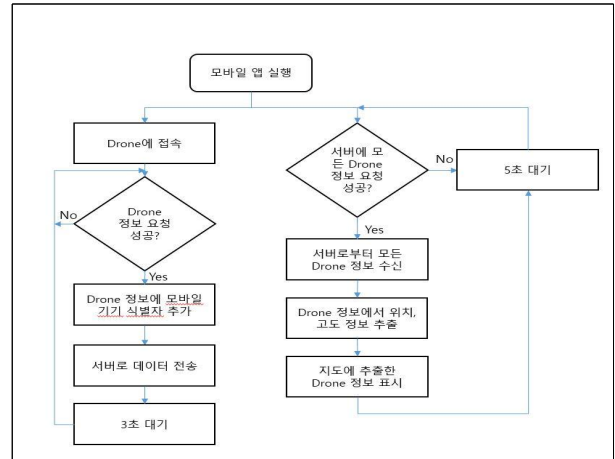 모바일 앱 실행
Drone에 접속
Drone
정보 요청
성공?
No
Yes
Drone 정보에 모바일
기기 식별자 추가
서버로 데이터 전송
3초 대기
서버에 모
든 Drone
정보 요청
성공?
No
5초 대기
Yes
서버로부터 모든
Drone 정보 수신
Drone 정보에서 위치,
고도 정보 추출
지도에 추출한
Drone 정보 표시